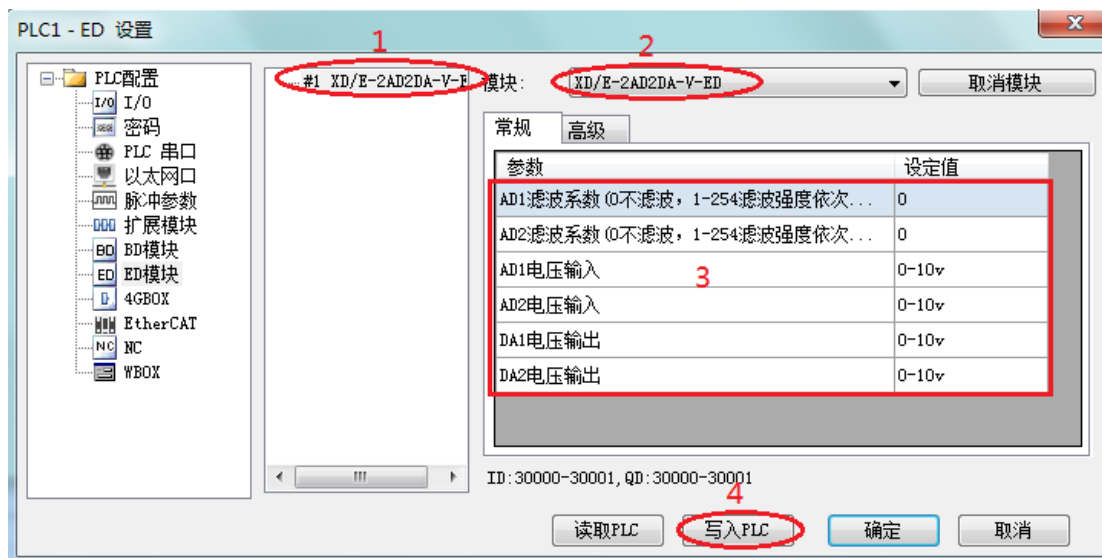 PLC1 - ED 设置
1
2
PLC配置
I/O
密码
PLC 串口
以太网口
脉冲参数
扩展模块
BD BD模块
ED ED模块
4GBOX
EtherCAT
NC NC
WBOX
#1 XD/E-2AD2DA-V-E
模块: XD/E-2AD2DA-V-ED
取消模块
常规 高级
参数 设定值
AD1滤波系数(0不滤波，1-254滤波强度依次... 0
AD2滤波系数(0不滤波，1-254滤波强度依次... 0
AD1电压输入 0-10v
3
AD2电压输入 0-10v
DA1电压输出 0-10v
DA2电压输出 0-10v
ID:30000-30001,QD:30000-30001
4
读取PLC 写入PLC 确定 取消